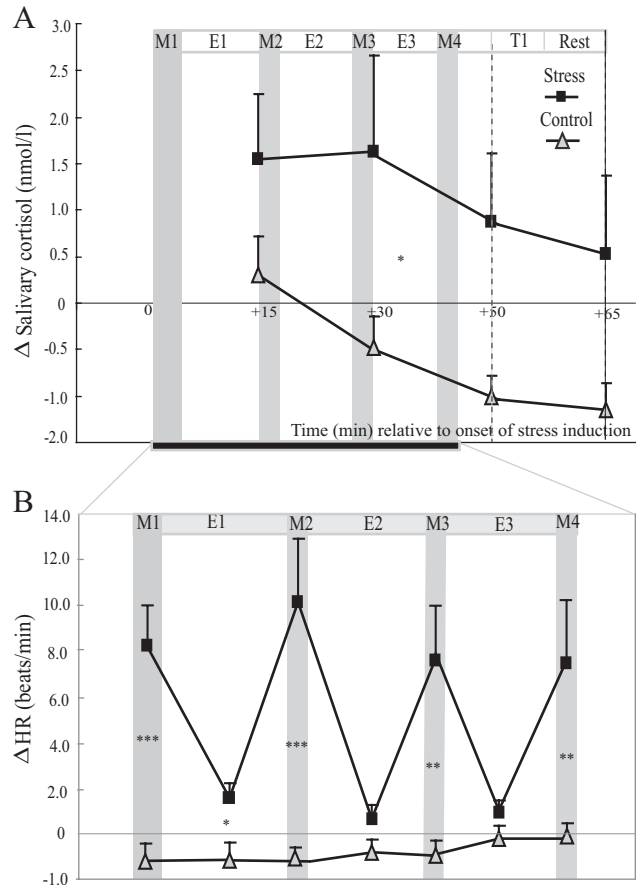 A
M1 E1 M2 E2 M3 E3 M4 T1 Rest
3.0
2.5
2.0
1.5
1.0
0.5
0
-0.5
-1.0
-2.0
Δ Salivary cortisol (nmol/l)
Stress
Control
*
0 +15 +30 +50 +65
Time (min) relative to onset of stress induction
B
M1 E1 M2 E2 M3 E3 M4
14.0
12.0
10.0
8.0
6.0
4.0
2.0
0
-1.0
ΔHR (beats/min)
*** * *** ** **